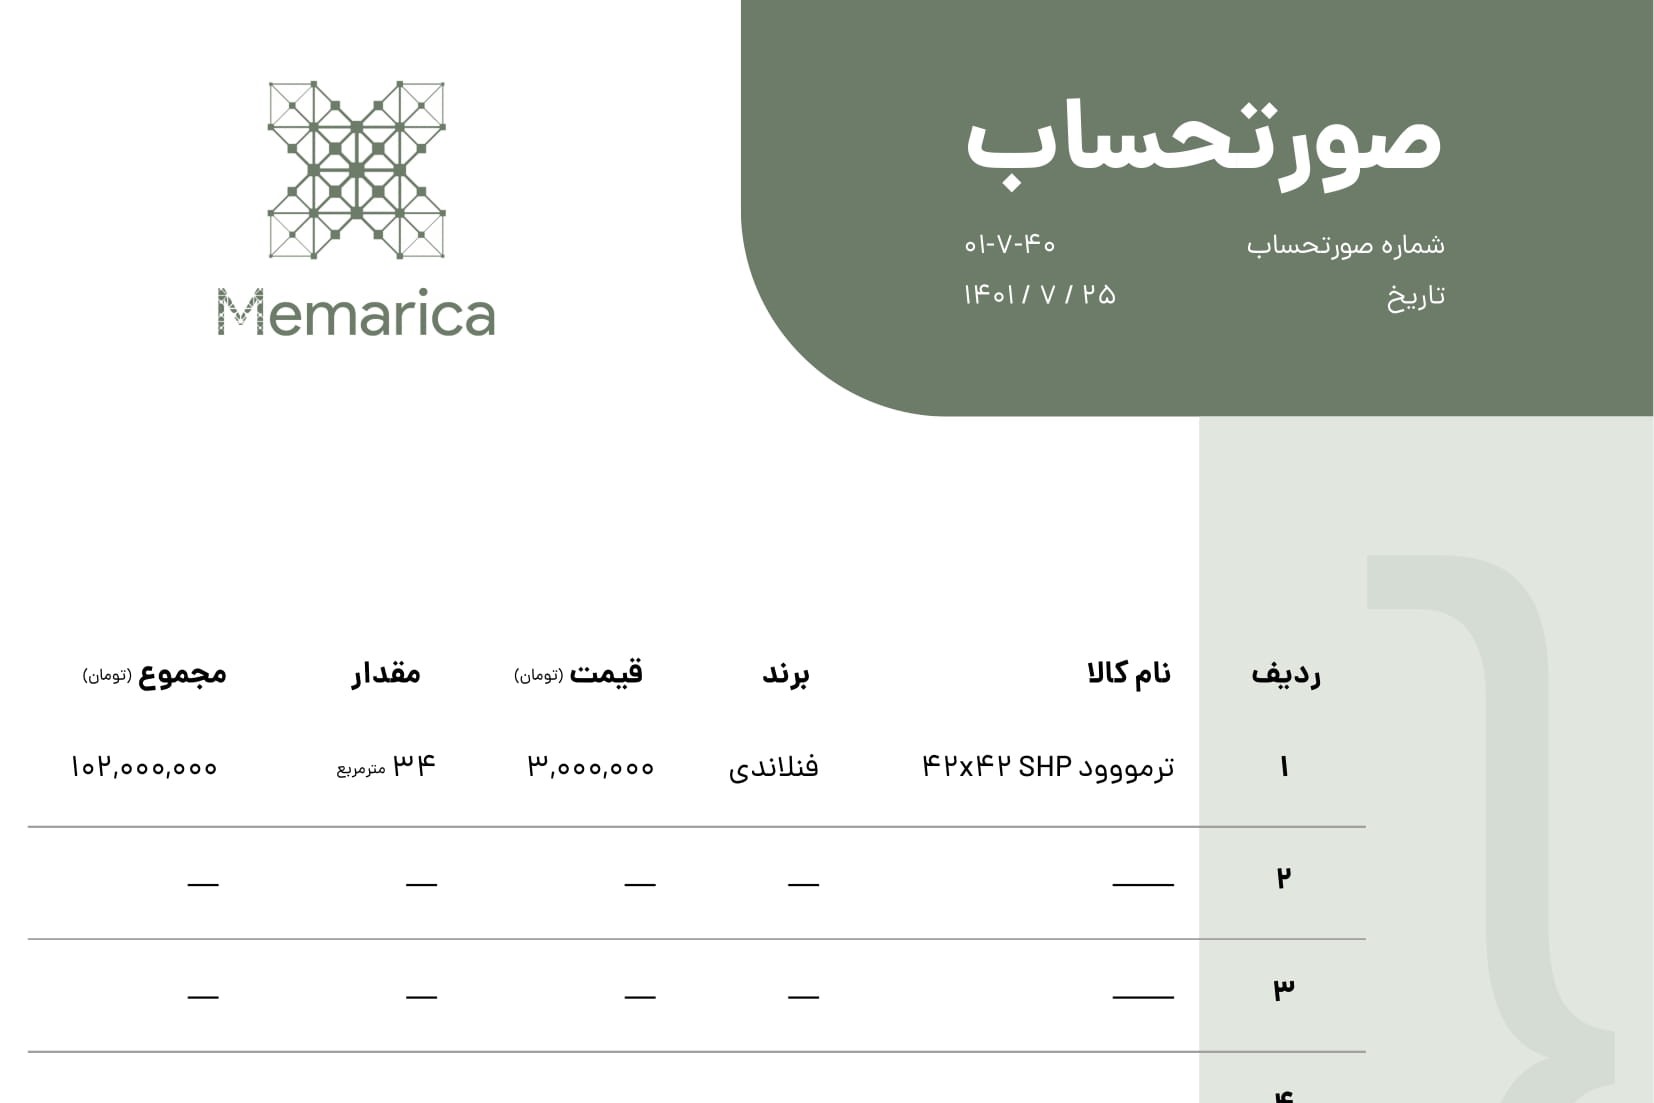 صورتحساب
شماره صورتحساب ۰۱-۷-۴۰
تاریخ ۱۴۰۱ / ۷ / ۲۵
Memarica
ردیف نام کالا برند قیمت (تومان) مقدار مجموع (تومان)
۱ ترمووود ۴۲x۴۲ SHP فنلاندی ۳,۰۰۰,۰۰۰ ۳۴ مترمربع ۱۰۲,۰۰۰,۰۰۰
۲ — — — — —
۳ — — — — —
۴